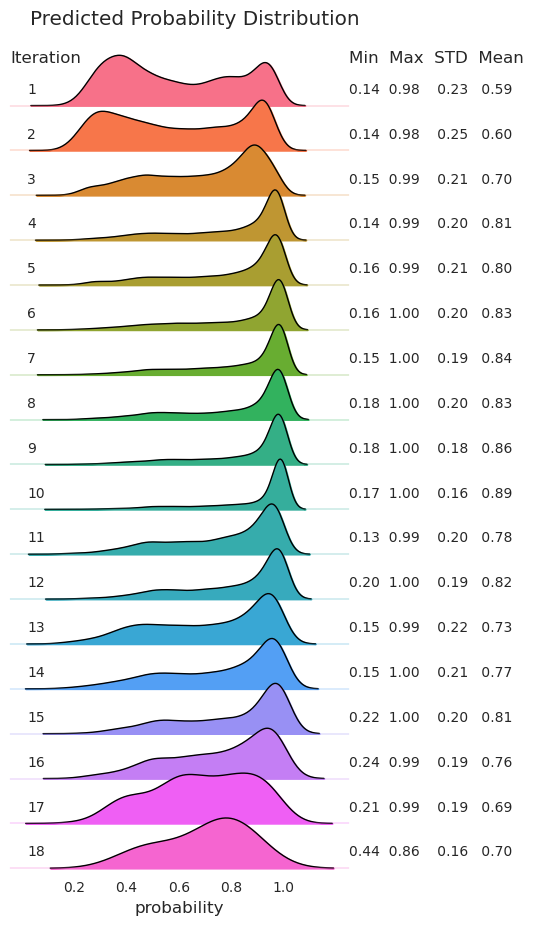 Predicted Probability Distribution
Iteration Min Max STD Mean
1 0.14 0.98 0.23 0.59
2 0.14 0.98 0.25 0.60
3 0.15 0.99 0.21 0.70
4 0.14 0.99 0.20 0.81
5 0.16 0.99 0.21 0.80
6 0.16 1.00 0.20 0.83
7 0.15 1.00 0.19 0.84
8 0.18 1.00 0.20 0.83
9 0.18 1.00 0.18 0.86
10 0.17 1.00 0.16 0.89
11 0.13 0.99 0.20 0.78
12 0.20 1.00 0.19 0.82
13 0.15 0.99 0.22 0.73
14 0.15 1.00 0.21 0.77
15 0.22 1.00 0.20 0.81
16 0.24 0.99 0.19 0.76
17 0.21 0.99 0.19 0.69
18 0.44 0.86 0.16 0.70
0.2 0.4 0.6 0.8 1.0
probability